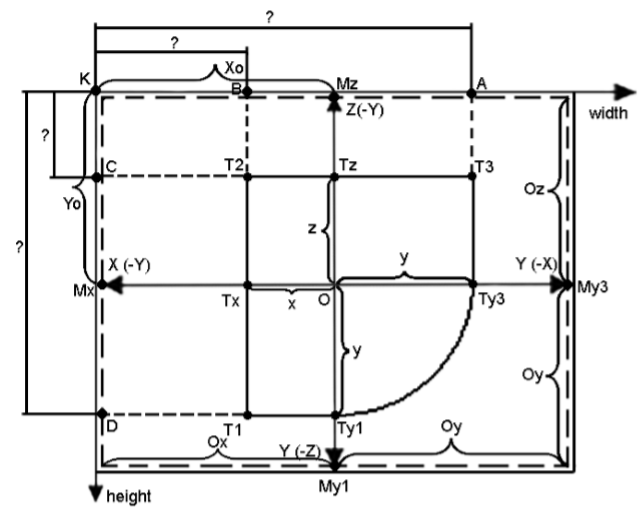 ?
?
K
Xo
B
Mz
A
width
Z(-Y)
?
C
T2
Tz
T3
Oz
Yo
z
?
X (-Y)
y
Y (-X)
Mx
Tx
x
O
Ty3
My3
y
Oy
D
T1
Ty1
Ox
Y (-Z)
Oy
My1
height